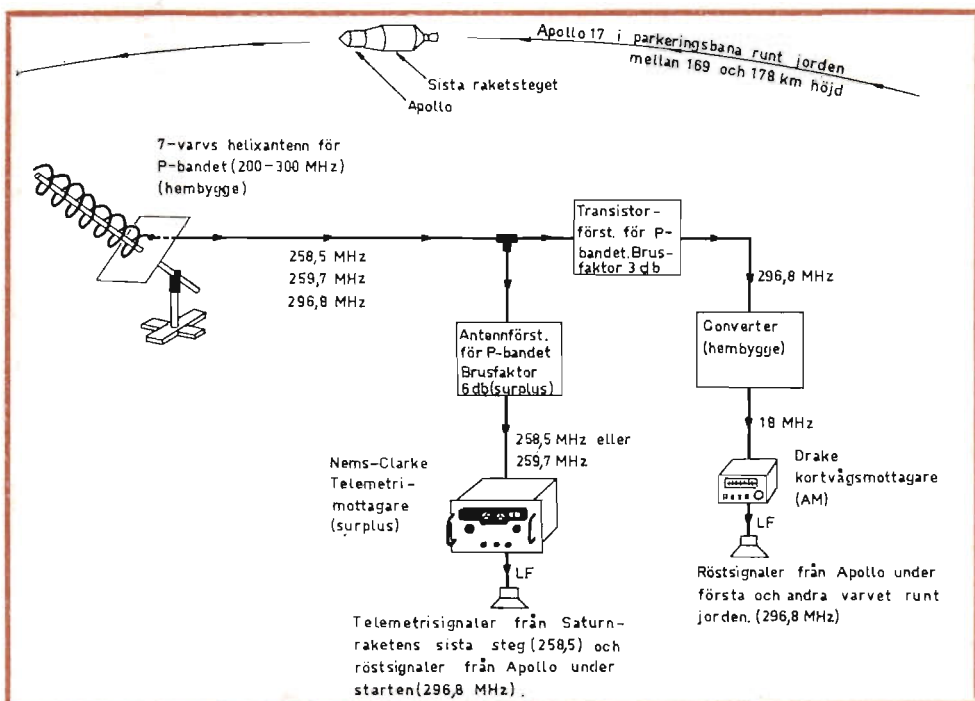 Apollo 17 i parkeringsbana runt jorden
mellan 169 och 178 km höjd
Sista raketsteget
Apollo
7-varvs helixantenn för
P-bandet (200-300 MHz)
(hembygge)
258,5 MHz
259,7 MHz
296,8 MHz
Transistor-
först. för P-
bandet. Brus-
faktor 3 db
296,8 MHz
Converter
(hembygge)
18 MHz
Drake
kortvågsmottagare
(AM)
LF
Röstsignaler från Apollo under
första och andra varvet runt
jorden. (296,8 MHz)
Antennförst.
för P-bandet
Brusfaktor
6 db (surplus)
258,5 MHz eller
259,7 MHz
Nems-Clarke
Telemetri-
mottagare
(surplus)
LF
Telemetrisignaler från Saturn-
raketens sista steg (258,5) och
röstsignaler från Apollo under
starten (296,8 MHz).